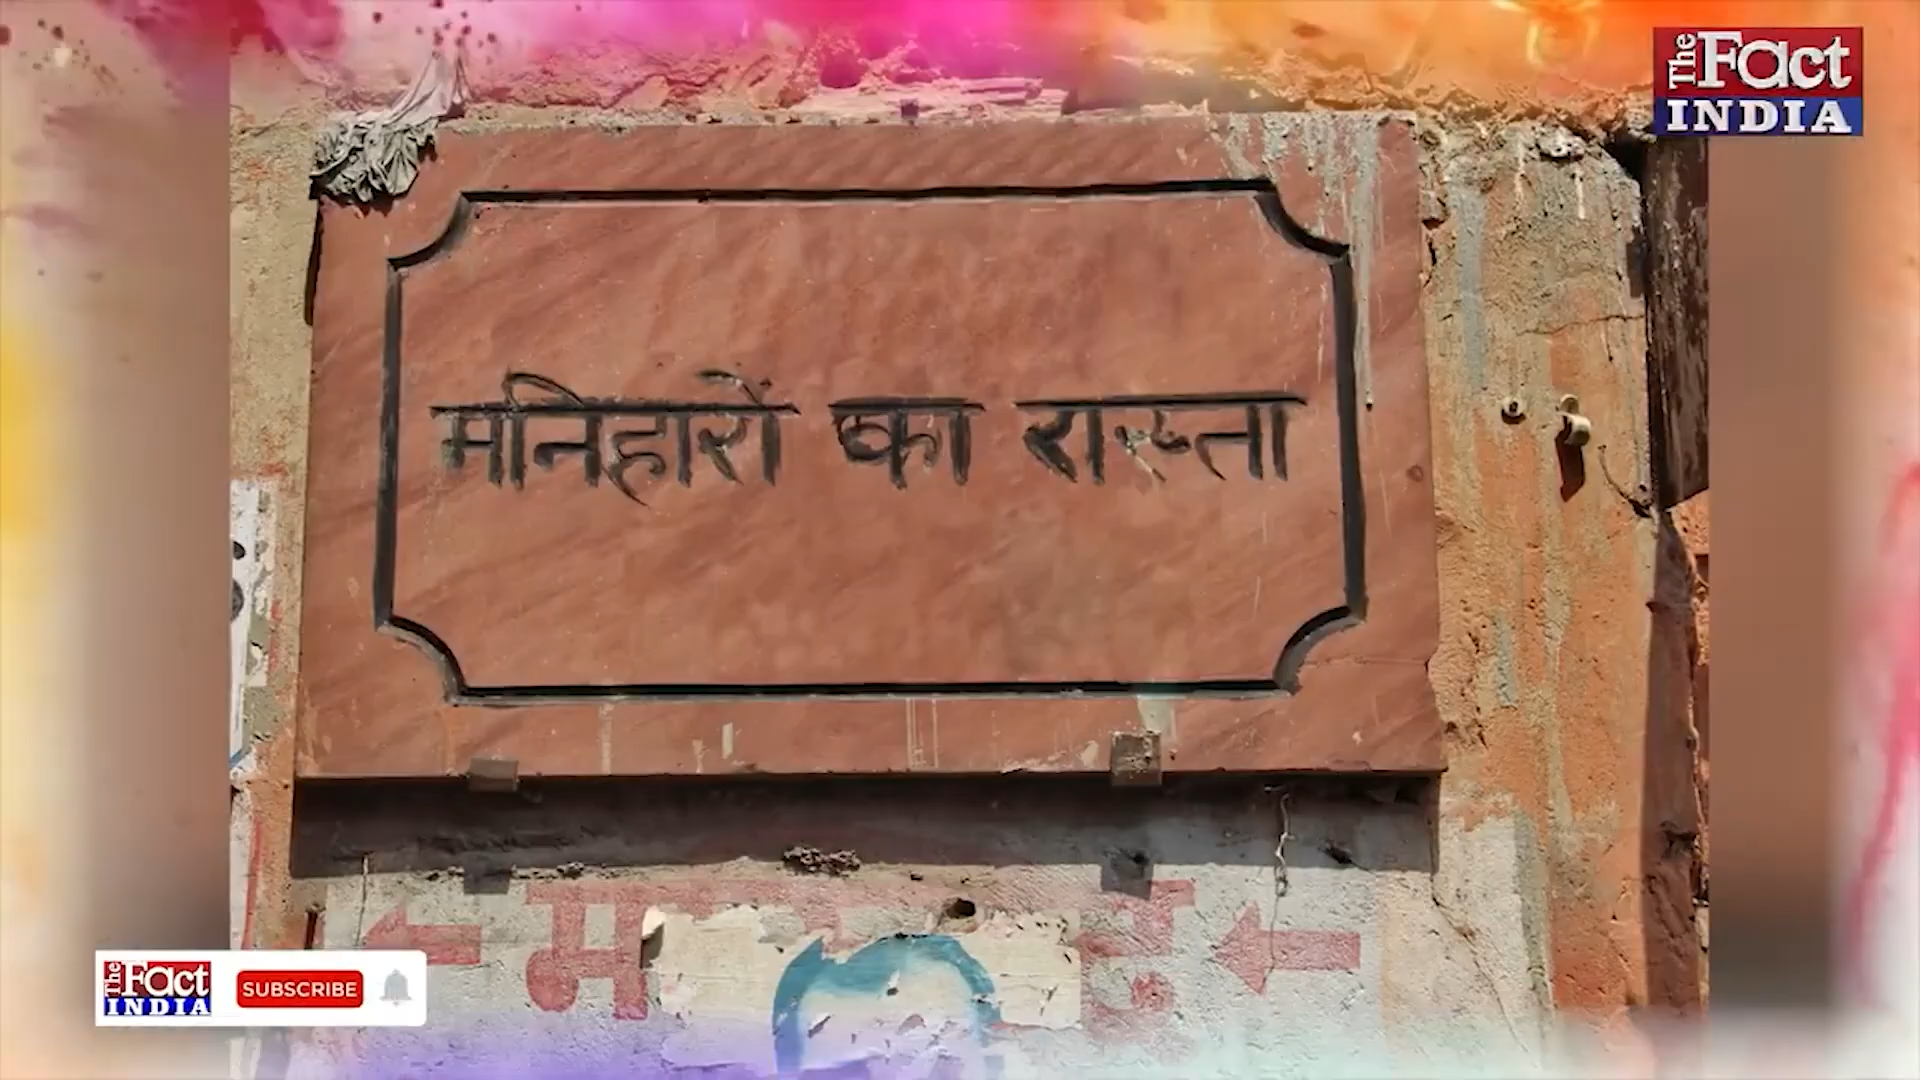 The Fact
INDIA
मनिहारों का रास्ता
The Fact
INDIA
SUBSCRIBE